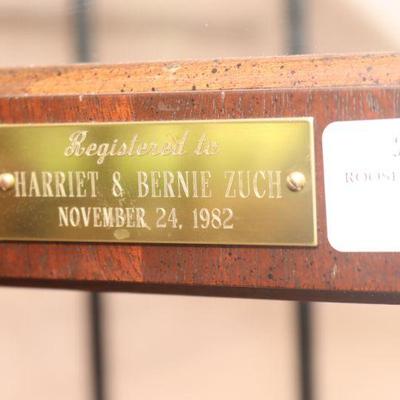 Registered to
HARRIET & BERNIE ZUCH
NOVEMBER 24, 1982